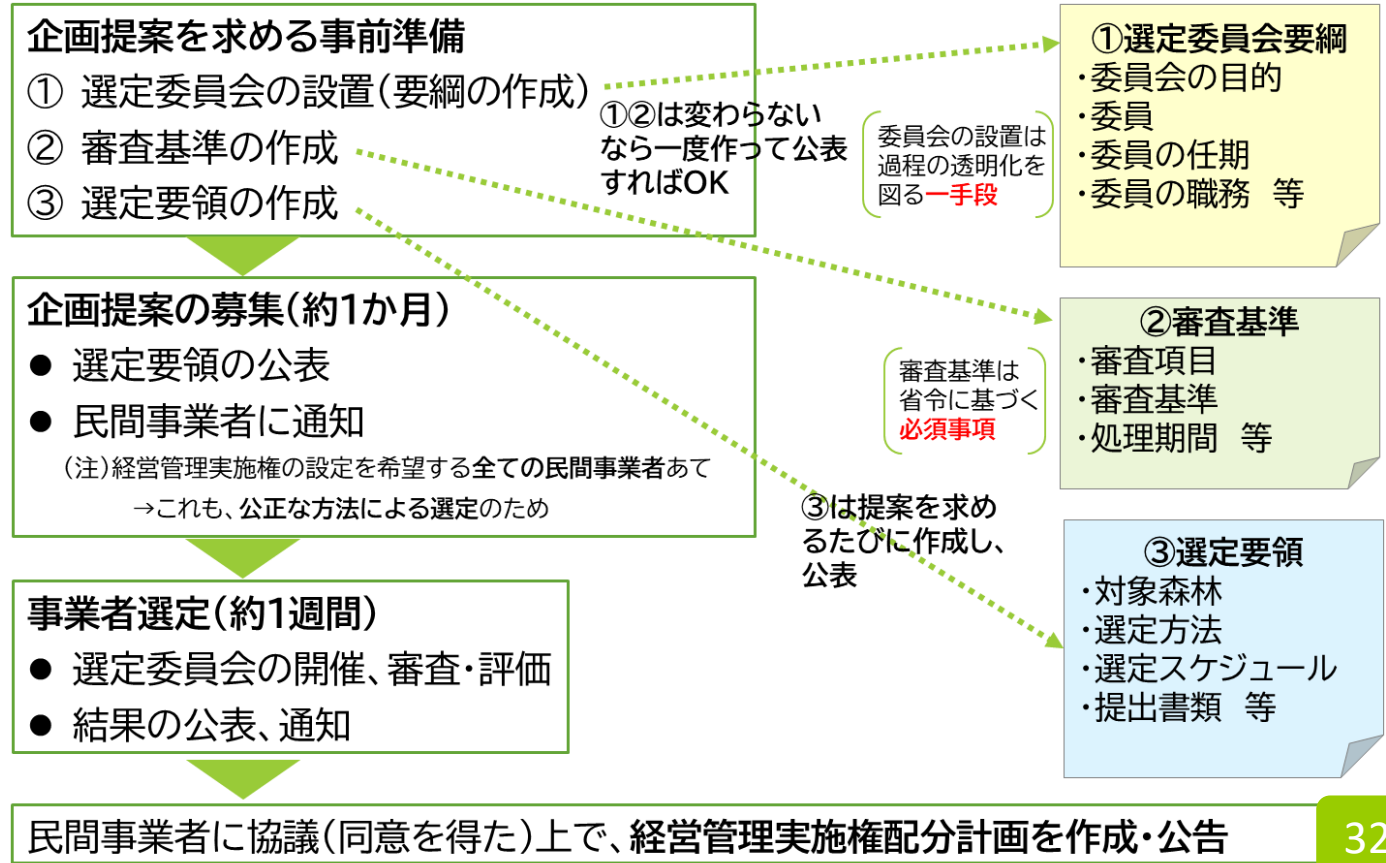 企画提案を求める事前準備
① 選定委員会の設置(要綱の作成)
② 審査基準の作成
③ 選定要領の作成
①②は変わらない
なら一度作って公表
すればOK
委員会の設置は
過程の透明化を
図る一手段
①選定委員会要綱
・委員会の目的
・委員
・委員の任期
・委員の職務 等
企画提案の募集(約1か月)
● 選定要領の公表
● 民間事業者に通知
(注)経営管理実施権の設定を希望する全ての民間事業者あて
→これも、公正な方法による選定のため
審査基準は
省令に基づく
必須事項
②審査基準
・審査項目
・審査基準
・処理期間 等
③は提案を求め
るたびに作成し、
公表
③選定要領
・対象森林
・選定方法
・選定スケジュール
・提出書類 等
事業者選定(約1週間)
● 選定委員会の開催、審査・評価
● 結果の公表、通知
民間事業者に協議(同意を得た)上で、経営管理実施権配分計画を作成・公告
32